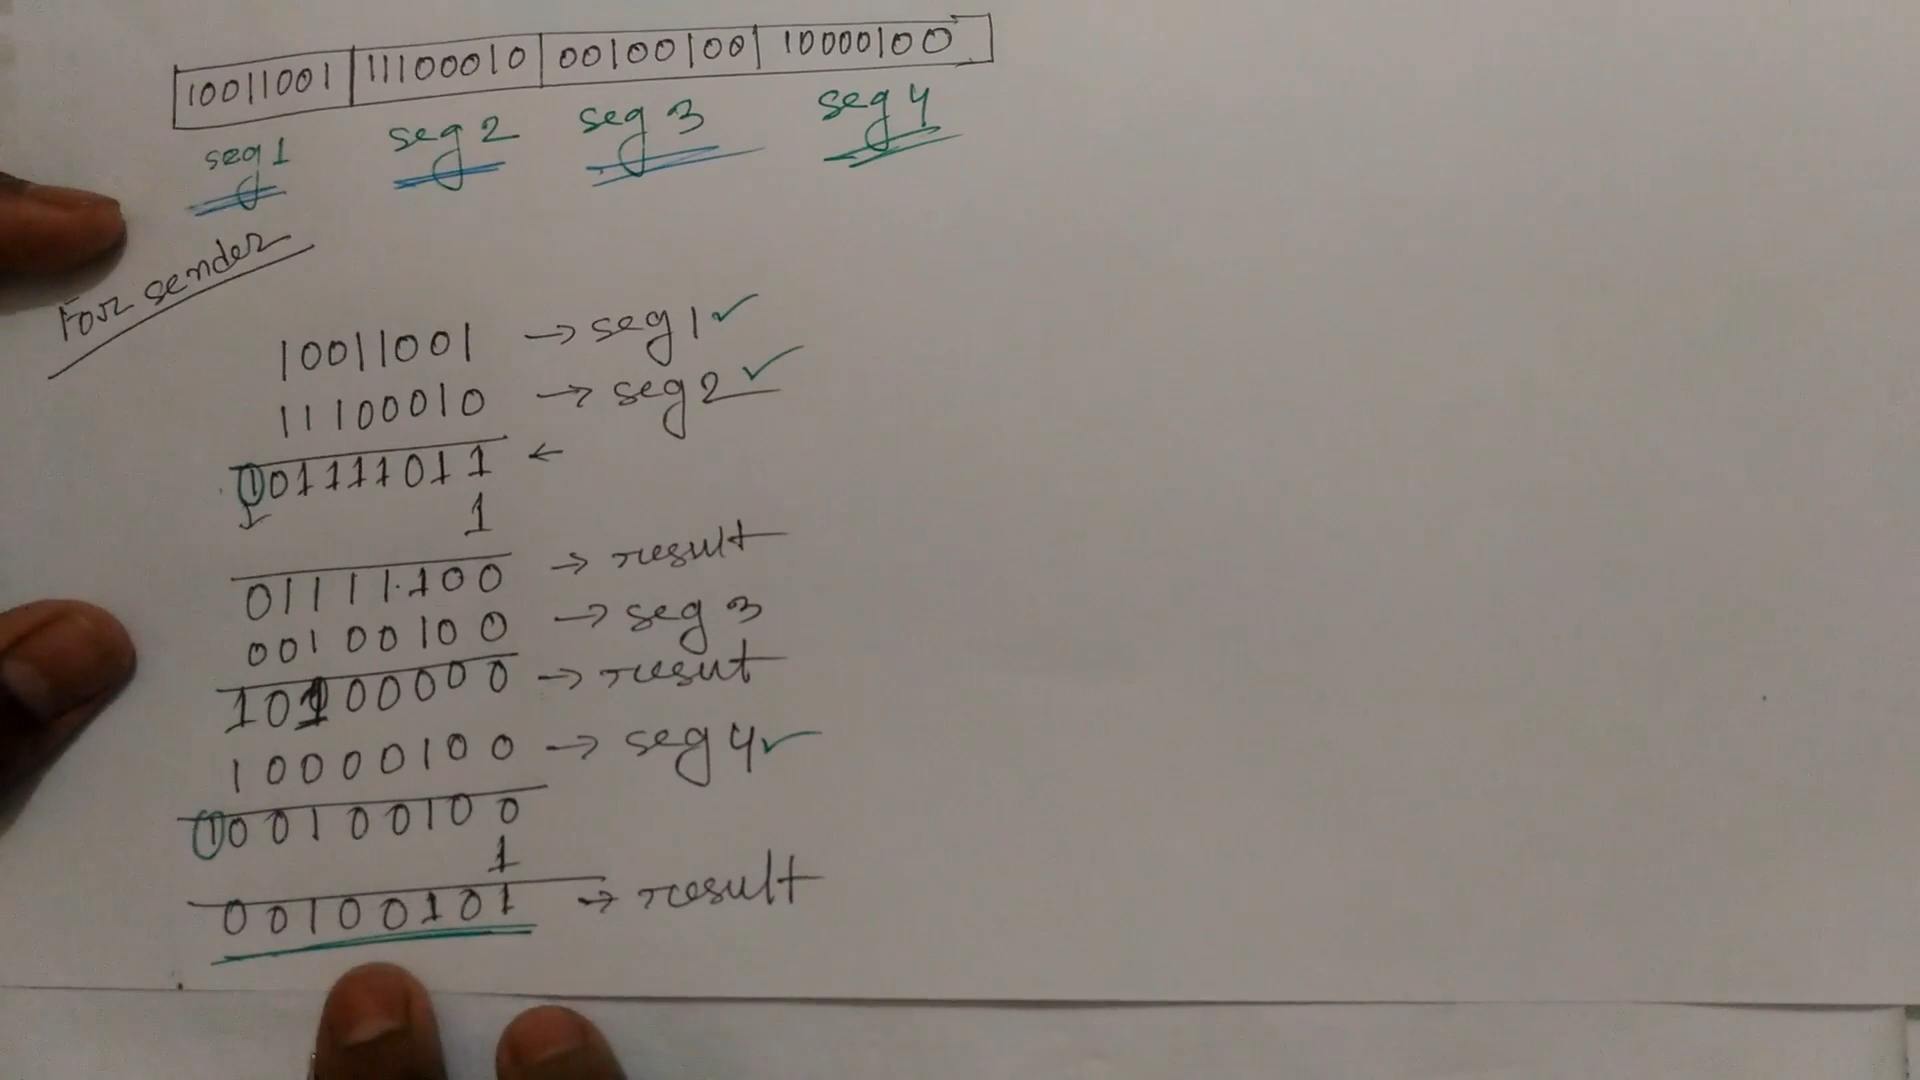 10011001 11100010 00100100 10000100
seg 1 seg 2 seg 3 seg 4
For sender
10011001 → seg 1 ✓
11100010 → seg 2 ✓
101111011 ←
1
01111100 → result
00100100 → seg 3
10100000 → resut
10000100 → seg 4 ✓
100100100
1
00100101 → result